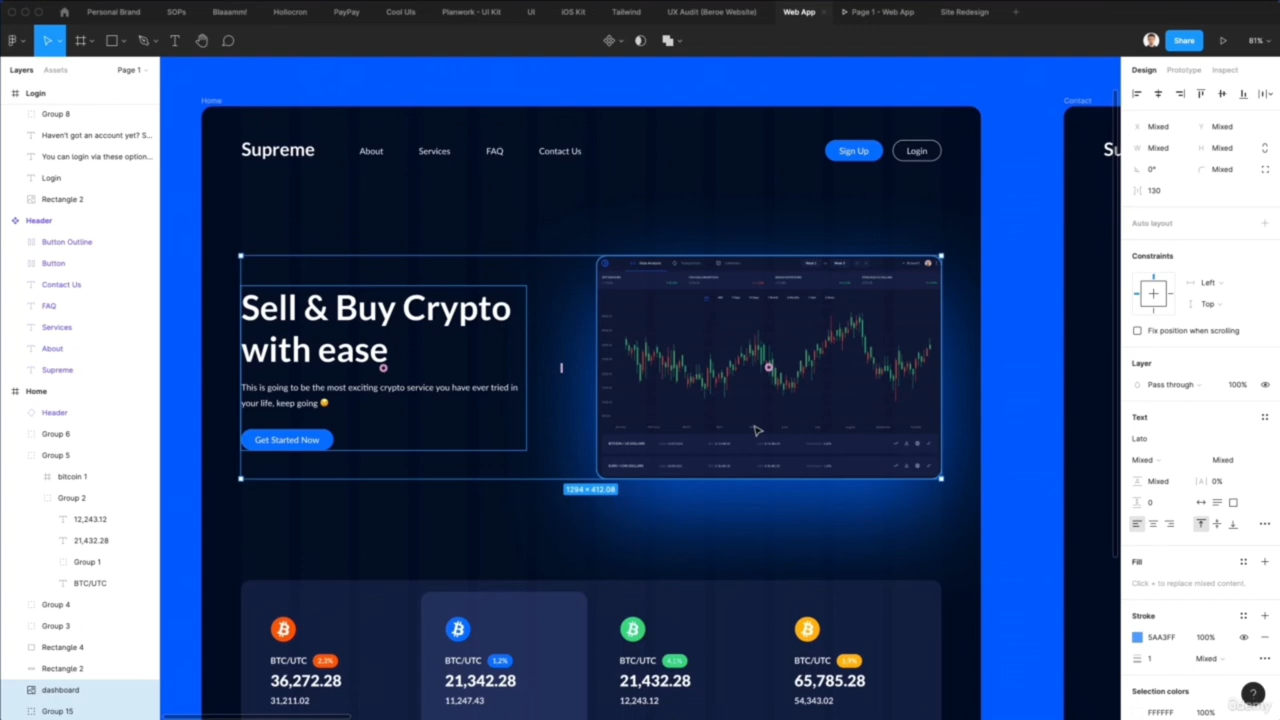 Personal Brand SOPs Blaaamm! Hollocron PayPay Cool UIs Planwork - UI Kit UI iOS Kit Tailwind UX Audit (Beroe Website) Web App Page 1 - Web App Site Redesign
Share 81%
Layers Assets Page 1
Design Prototype Inspect
Login
Group 8
Haven't got an account yet? S...
You can login via these option...
Login
Rectangle 2
Header
Button Outline
Button
Contact Us
FAQ
Services
About
Supreme
Home
Header
Group 6
Group 5
bitcoin 1
Group 2
12,243.12
21,432.28
Group 1
BTC/UTC
Group 4
Group 3
Rectangle 4
Rectangle 2
dashboard
Group 15
Home
Contact
Supreme About Services FAQ Contact Us Sign Up Login
Su
Sell & Buy Crypto
with ease
This is going to be the most exciting crypto service you have ever tried in
your life, keep going
Get Started Now
1294 × 412.08
BTC/UTC BTC/UTC 1,2% BTC/UTC 4,1% BTC/UTC
36,272.28 21,342.28 21,432.28 65,785.28
31,211.02 11,247.43 12,243.12 54,343.02
X Mixed Y Mixed
W Mixed H Mixed
0° Mixed
130
Auto layout
Constraints
Left
Top
Fix position when scrolling
Layer
Pass through 100%
Text
Lato
Mixed Mixed
Mixed 0%
0
Fill
Click + to replace mixed content.
Stroke
5AA3FF 100%
1 Mixed
Selection colors
FFFFFF 100%
?
Udemy